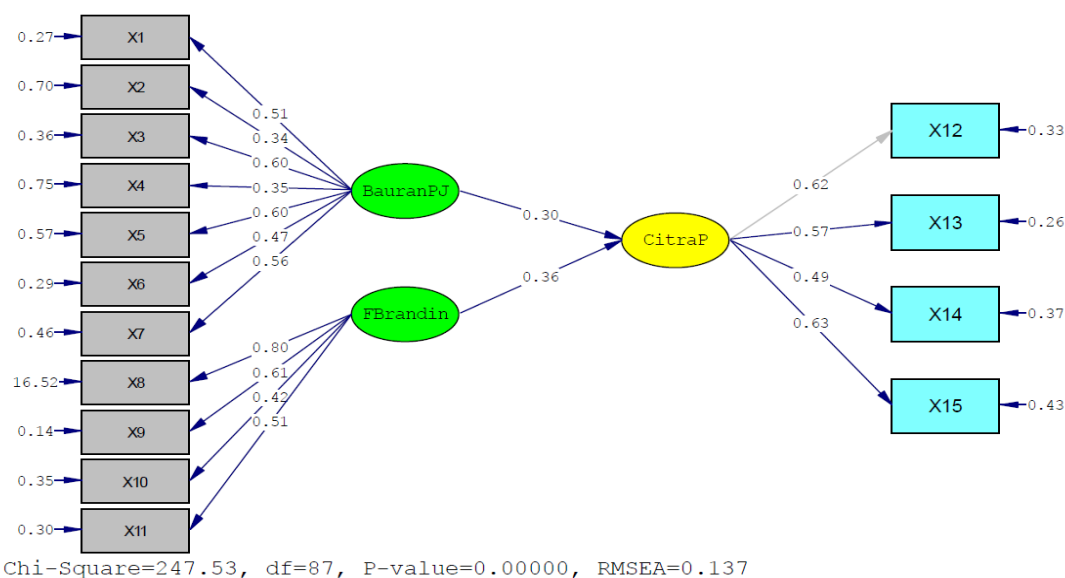 0.27
X1
0.70
X2
0.36
X3
0.75
X4
0.57
X5
0.29
X6
0.46
X7
16.52
X8
0.14
X9
0.35
X10
0.30
X11
0.51
0.34
0.60
0.35
0.60
0.47
0.56
0.80
0.61
0.42
0.51
BauranPJ
FBrandin
0.30
0.36
CitraP
0.62
0.57
0.49
0.63
X12
0.33
X13
0.26
X14
0.37
X15
0.43
Chi-Square=247.53, df=87, P-value=0.00000, RMSEA=0.137